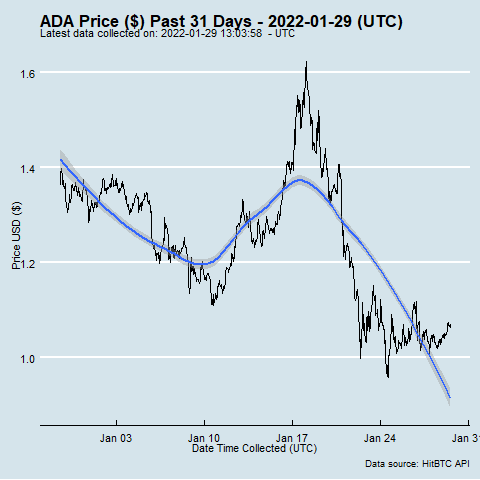 ADA Price ($) Past 31 Days - 2022-01-29 (UTC)
Latest data collected on: 2022-01-29 13:03:58 - UTC
1.6
1.4
1.2
1.0
Price USD ($)
Jan 03 Jan 10 Jan 17 Jan 24 Jan 31
Date Time Collected (UTC)
Data source: HitBTC API